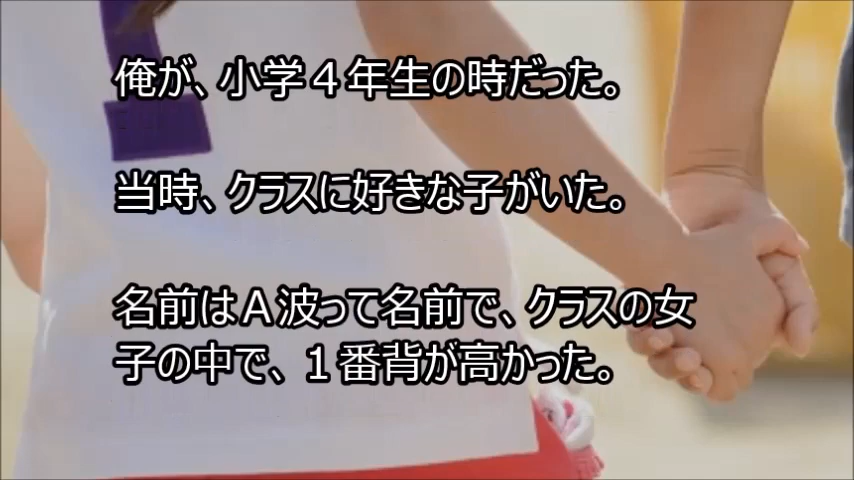 俺が、小学４年生の時だった。
当時、クラスに好きな子がいた。
名前はＡ波って名前で、クラスの女
子の中で、１番背が高かった。